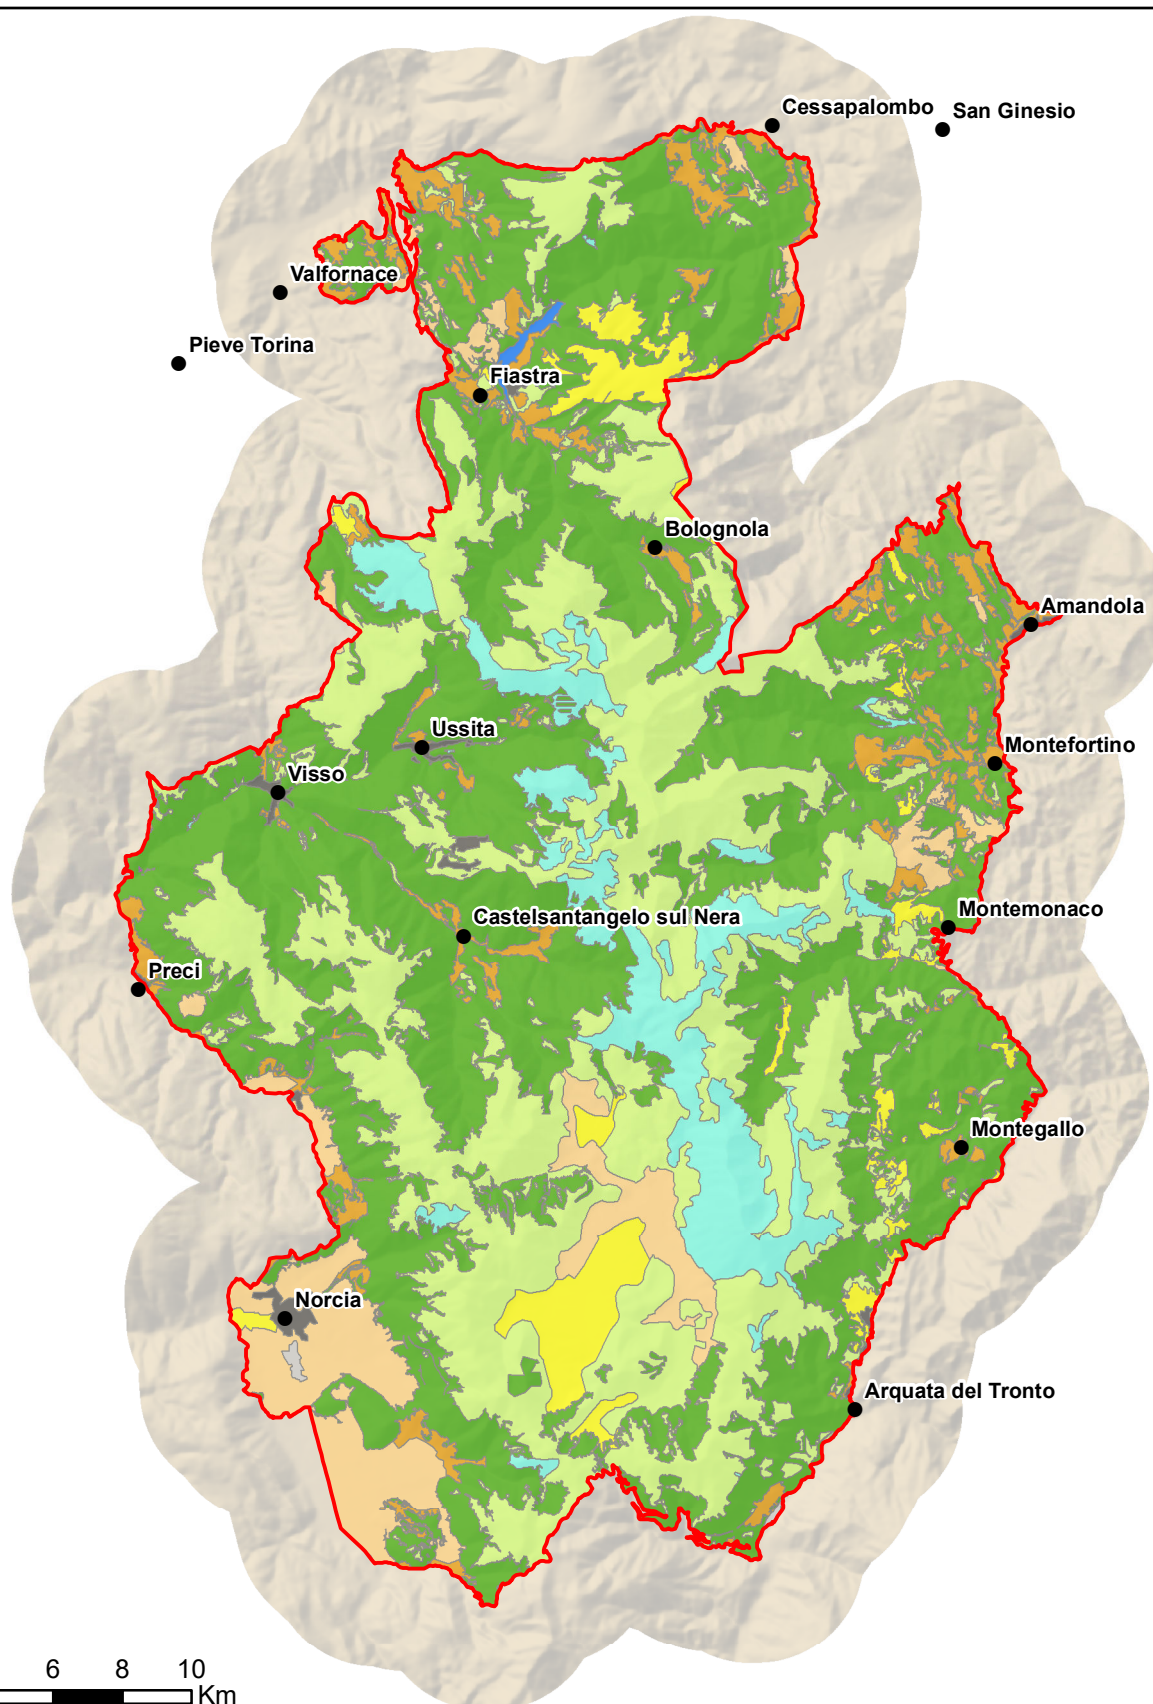 Cessapalombo
San Ginesio
Valfornace
Pieve Torina
Fiastra
Bolognola
Amandola
Ussita
Montefortino
Visso
Castelsantangelo sul Nera
Montemonaco
Preci
Montegallo
Norcia
Arquata del Tronto
6 8 10
Km